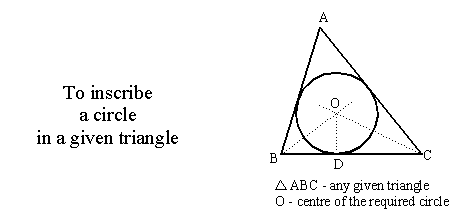 To inscribe
a circle
in a given triangle
A
O
B
D
C
△ ABC - any given triangle
O - centre of the required circle